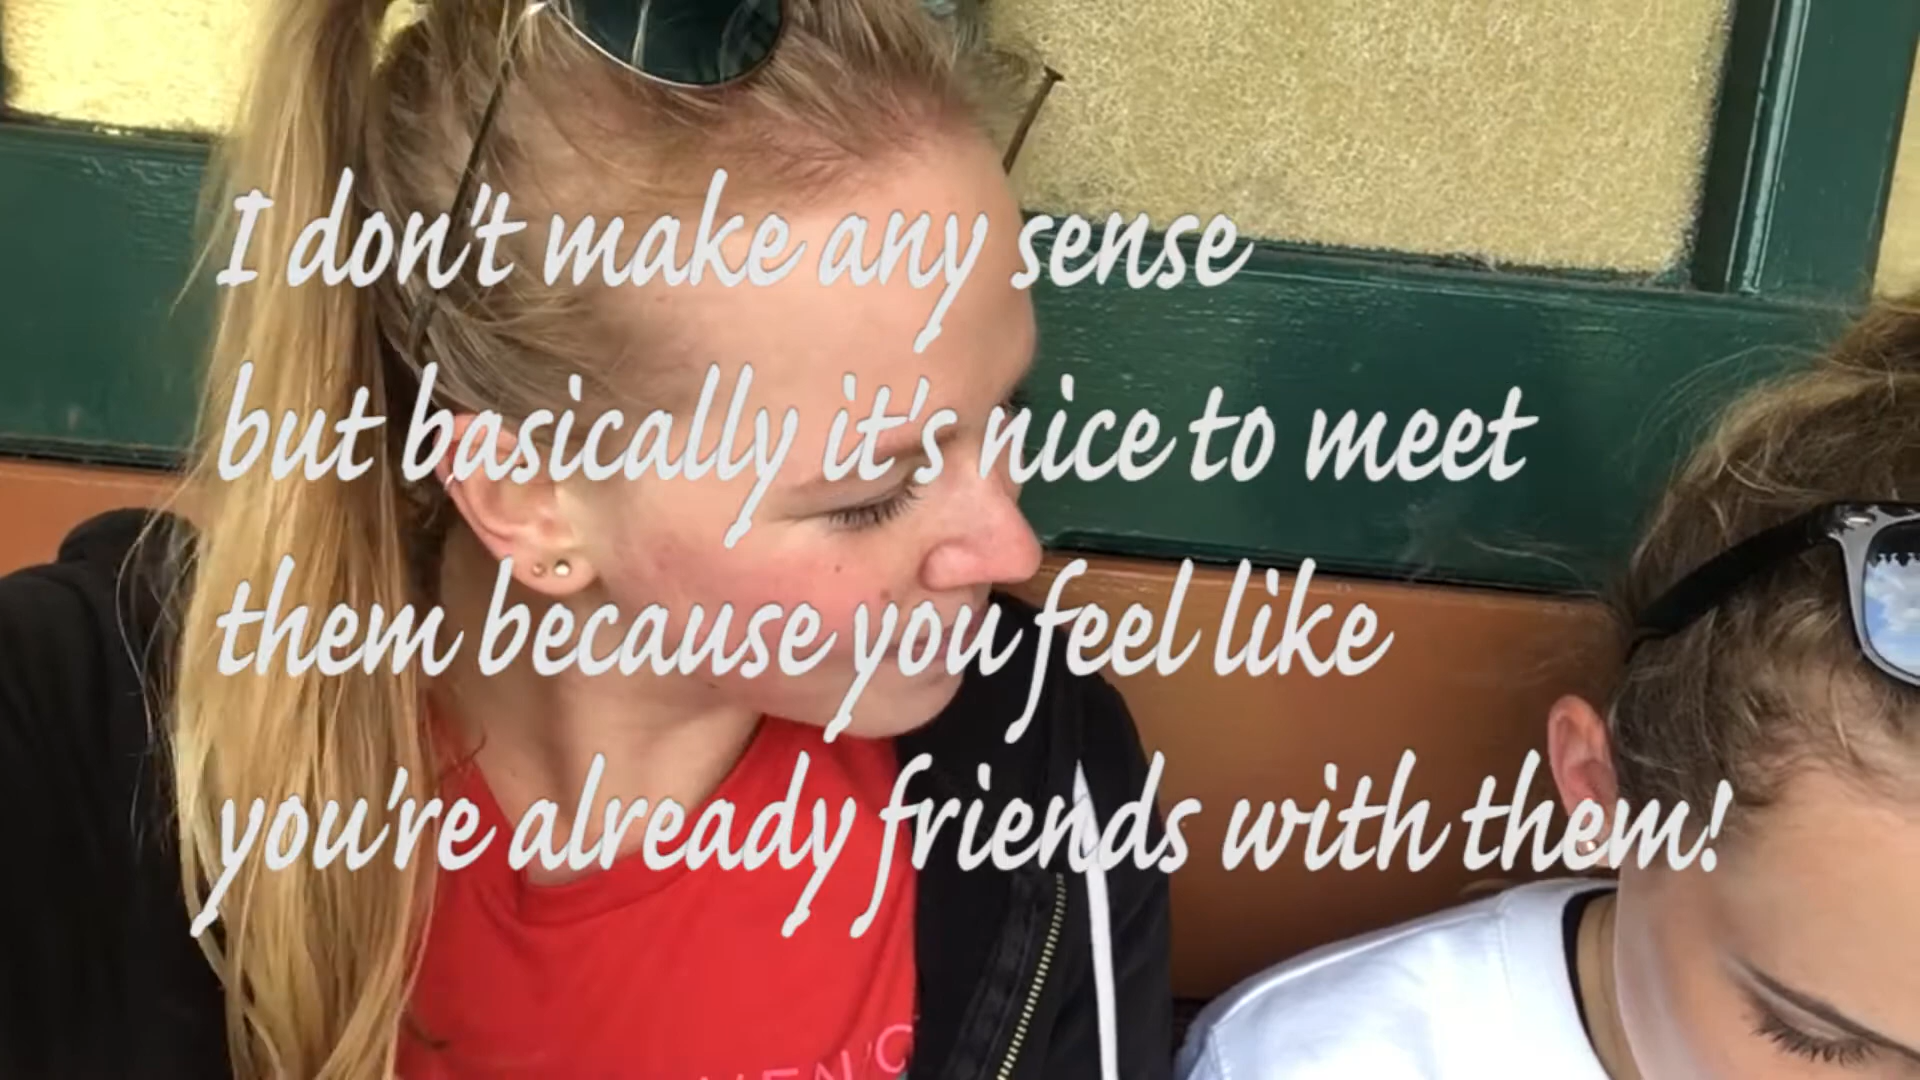 I don't make any sense
but basically it's nice to meet
them because you feel like
you're already friends with them!